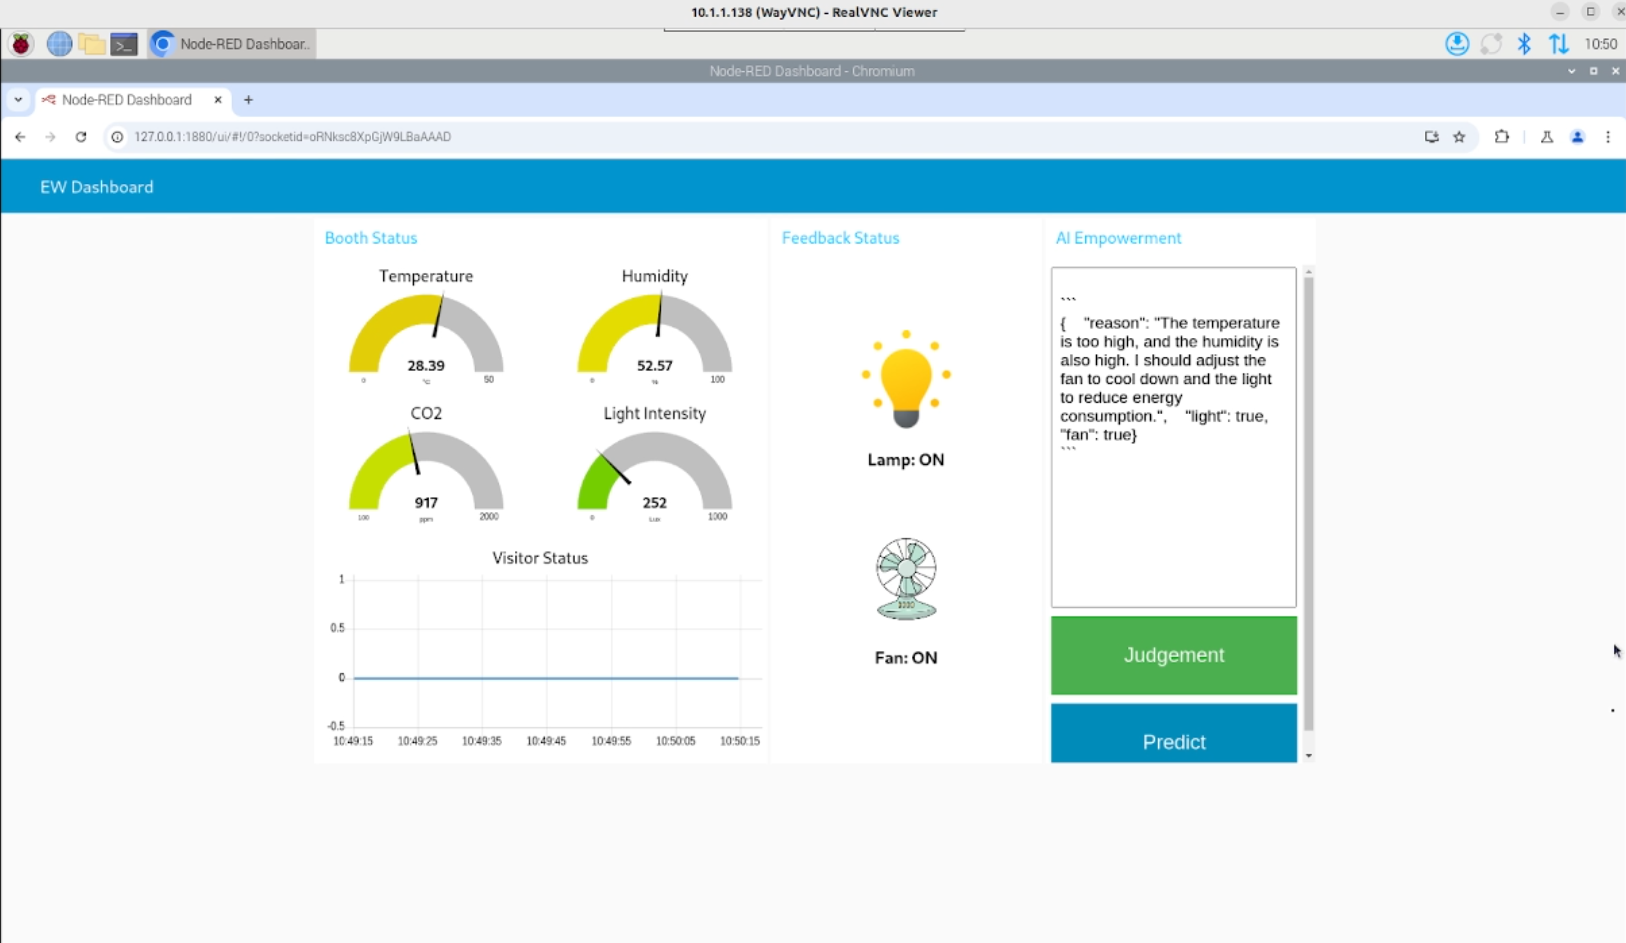 10.1.1.138 (WayVNC) - RealVNC Viewer
Node-RED Dashboar..
10:50
Node-RED Dashboard - Chromium
Node-RED Dashboard
127.0.0.1:1880/ui/#!/0?socketid=oRNksc8XpGjW9LBaAAAD
EW Dashboard
Booth Status
Temperature
28.39
°C
0
50
Humidity
52.57
%
0
100
CO2
917
ppm
100
2000
Light Intensity
252
Lux
0
1000
Visitor Status
1
0.5
0
-0.5
10:49:15 10:49:25 10:49:35 10:49:45 10:49:55 10:50:05 10:50:15
Feedback Status
Lamp: ON
Fan: ON
AI Empowerment
```
{ "reason": "The temperature
is too high, and the humidity is
also high. I should adjust the
fan to cool down and the light
to reduce energy
consumption.", "light": true,
"fan": true}
```
Judgement
Predict